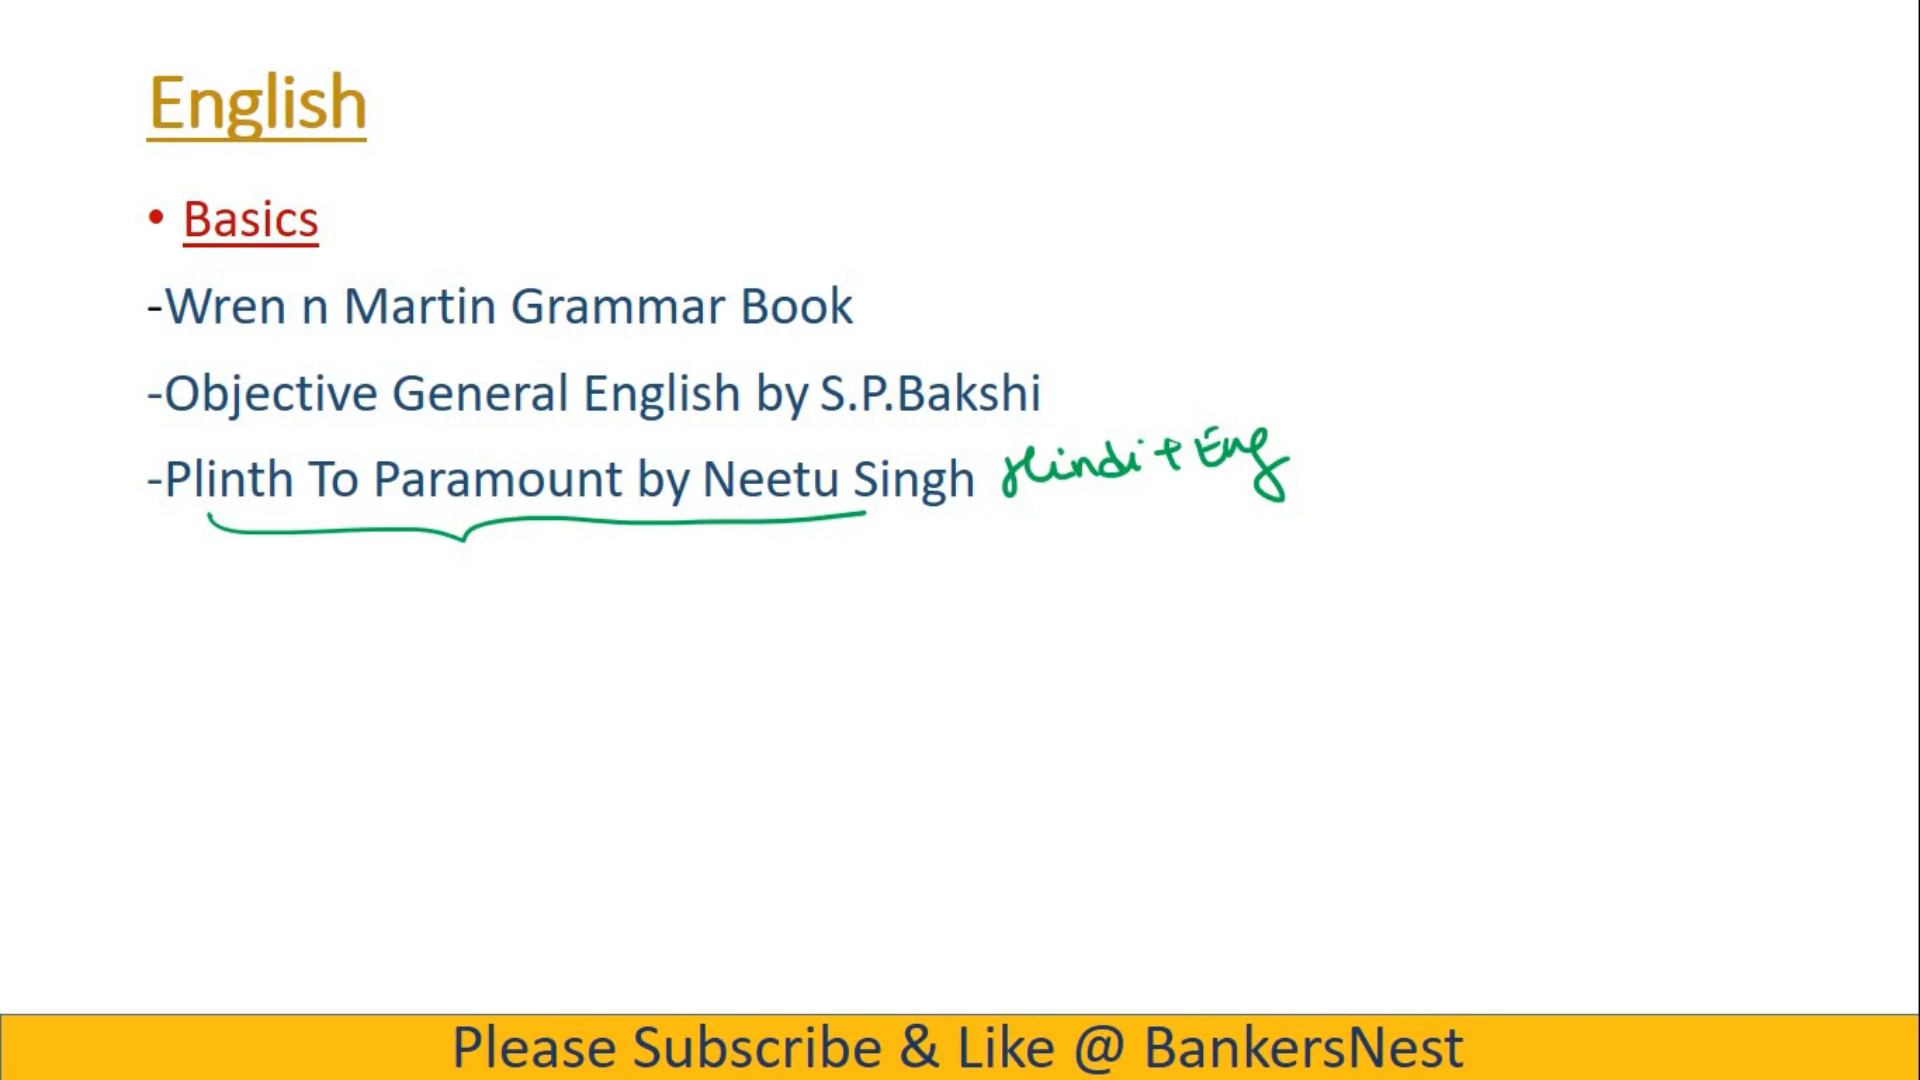 English
• Basics
-Wren n Martin Grammar Book
-Objective General English by S.P.Bakshi
-Plinth To Paramount by Neetu Singh Hindi + Eng
Please Subscribe & Like @ BankersNest